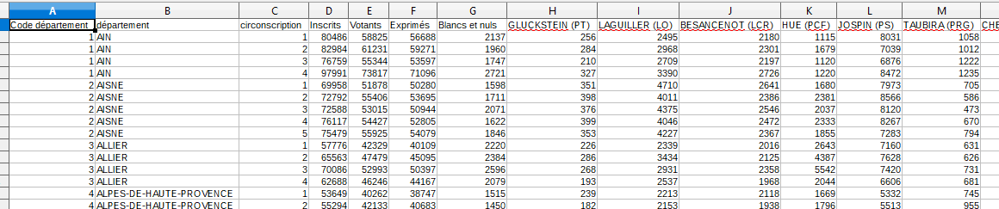 A B C D E F G H I J K L M
Code département département circonscription Inscrits Votants Exprimés Blancs et nuls GLUCKSTEIN (PT) LAGUILLER (LO) BESANCENOT (LCR) HUE (PCF) JOSPIN (PS) TAUBIRA (PRG) CHE
1 AIN 1 80486 58825 56688 2137 256 2495 2180 1115 8031 1058
1 AIN 2 82984 61231 59271 1960 284 2968 2301 1679 7039 1012
1 AIN 3 76759 55344 53597 1747 210 2709 2197 1120 6876 1222
1 AIN 4 97991 73817 71096 2721 327 3390 2726 1220 8472 1235
2 AISNE 1 69958 51878 50280 1598 351 4710 2641 1680 7973 705
2 AISNE 2 72792 55406 53695 1711 398 4011 2386 2381 8566 586
2 AISNE 3 72588 53015 50944 2071 376 4375 2546 2037 8120 473
2 AISNE 4 76117 54427 52805 1622 399 4046 2472 2333 8267 670
2 AISNE 5 75479 55925 54079 1846 353 4227 2367 1855 7283 794
3 ALLIER 1 57776 42329 40109 2220 226 2339 2016 2643 7160 631
3 ALLIER 2 65563 47479 45095 2384 286 3434 2125 4387 7628 626
3 ALLIER 3 70086 52993 50397 2596 268 2931 2358 5542 7420 731
3 ALLIER 4 62688 46246 44167 2079 193 2537 1968 2044 6606 681
4 ALPES-DE-HAUTE-PROVENCE 1 53649 40262 38747 1515 239 2213 2118 1669 5332 745
4 ALPES-DE-HAUTE-PROVENCE 2 55294 42133 40683 1450 182 2153 1938 1796 5513 955